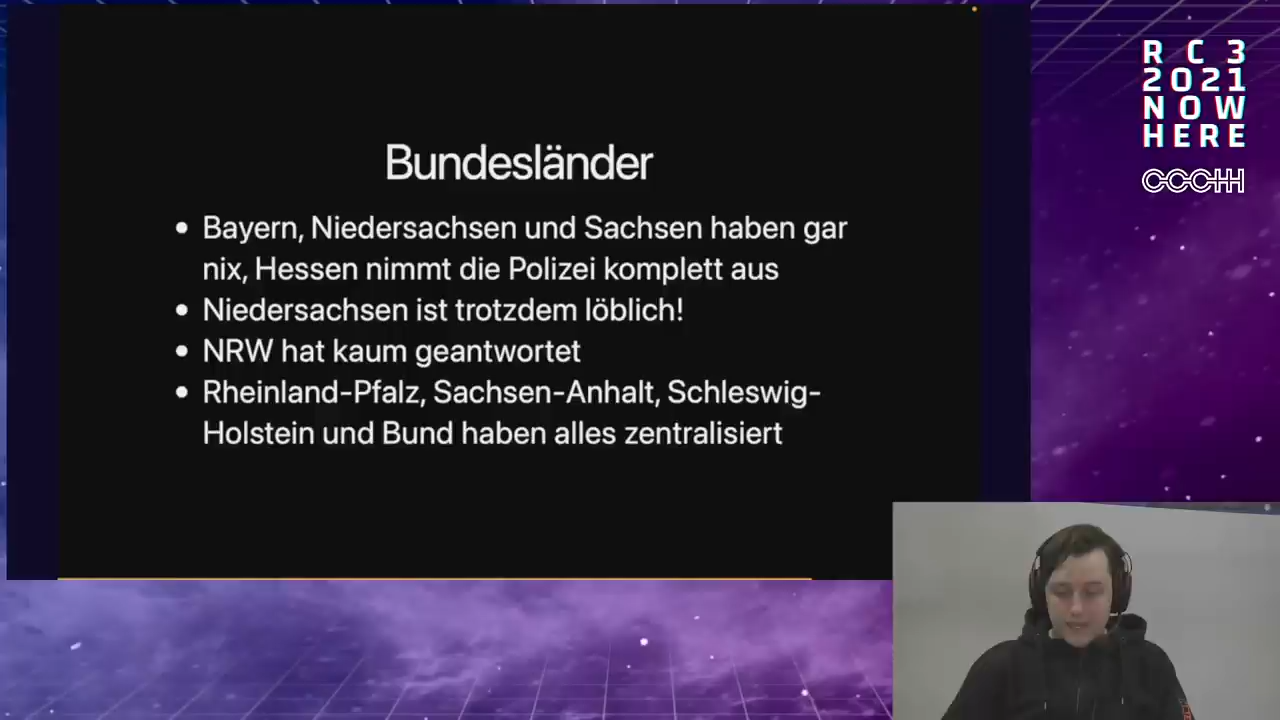 Bundesländer
Bayern, Niedersachsen und Sachsen haben gar
nix, Hessen nimmt die Polizei komplett aus
Niedersachsen ist trotzdem löblich!
NRW hat kaum geantwortet
Rheinland-Pfalz, Sachsen-Anhalt, Schleswig-
Holstein und Bund haben alles zentralisiert
RC3
2021
NOW
HERE
CCCHH